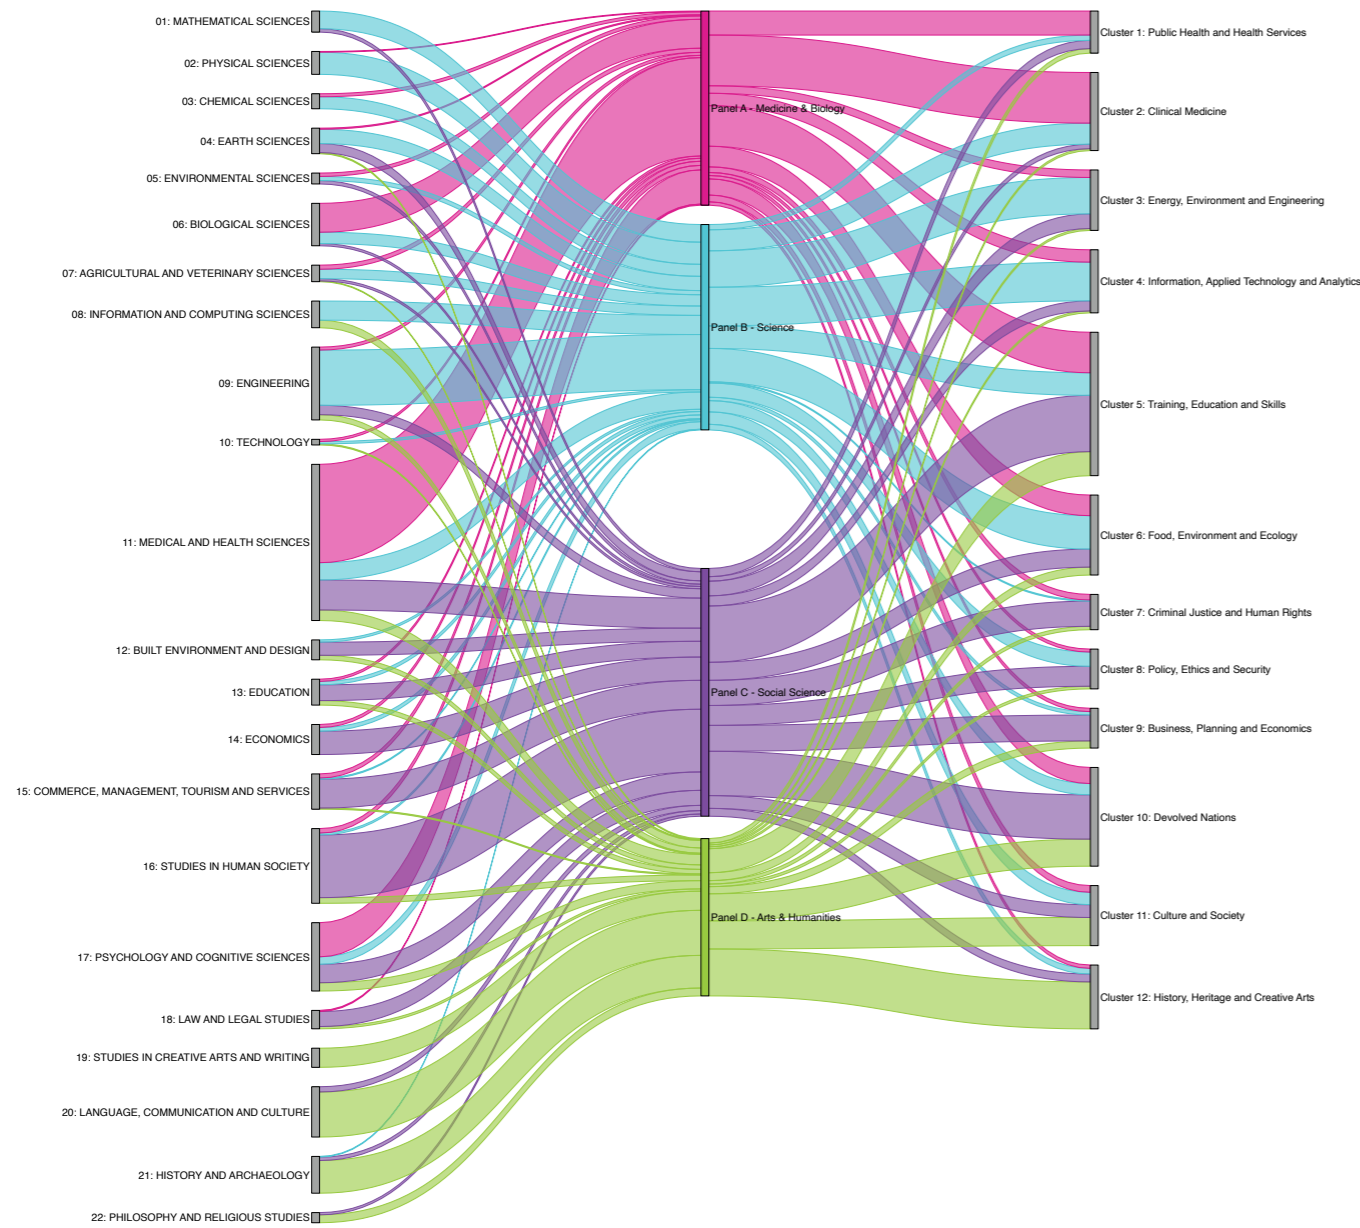 01: MATHEMATICAL SCIENCES
02: PHYSICAL SCIENCES
03: CHEMICAL SCIENCES
04: EARTH SCIENCES
05: ENVIRONMENTAL SCIENCES
06: BIOLOGICAL SCIENCES
07: AGRICULTURAL AND VETERINARY SCIENCES
08: INFORMATION AND COMPUTING SCIENCES
09: ENGINEERING
10: TECHNOLOGY
11: MEDICAL AND HEALTH SCIENCES
12: BUILT ENVIRONMENT AND DESIGN
13: EDUCATION
14: ECONOMICS
15: COMMERCE, MANAGEMENT, TOURISM AND SERVICES
16: STUDIES IN HUMAN SOCIETY
17: PSYCHOLOGY AND COGNITIVE SCIENCES
18: LAW AND LEGAL STUDIES
19: STUDIES IN CREATIVE ARTS AND WRITING
20: LANGUAGE, COMMUNICATION AND CULTURE
21: HISTORY AND ARCHAEOLOGY
22: PHILOSOPHY AND RELIGIOUS STUDIES
Panel A - Medicine & Biology
Panel B - Science
Panel C - Social Science
Panel D - Arts & Humanities
Cluster 1: Public Health and Health Services
Cluster 2: Clinical Medicine
Cluster 3: Energy, Environment and Engineering
Cluster 4: Information, Applied Technology and Analytics
Cluster 5: Training, Education and Skills
Cluster 6: Food, Environment and Ecology
Cluster 7: Criminal Justice and Human Rights
Cluster 8: Policy, Ethics and Security
Cluster 9: Business, Planning and Economics
Cluster 10: Devolved Nations
Cluster 11: Culture and Society
Cluster 12: History, Heritage and Creative Arts